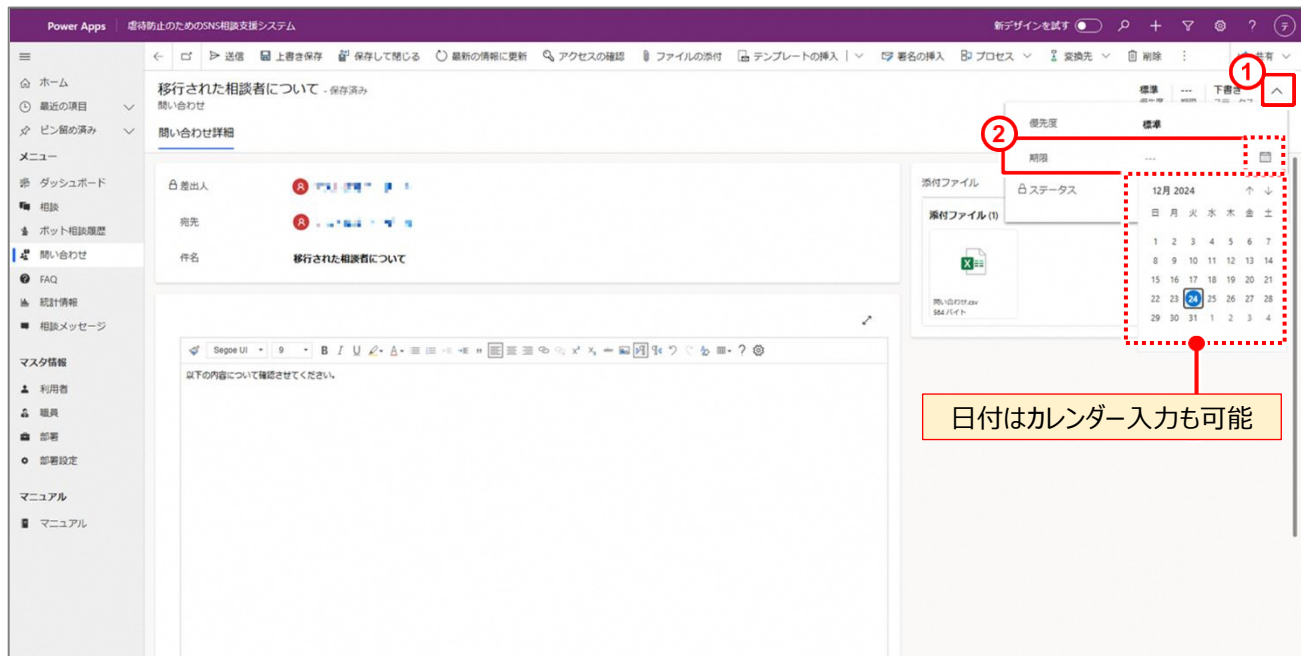 Power Apps 虐待防止のためのSNS相談支援システム 新デザインを試す ? テ
← 送信 上書き保存 保存して閉じる 最新の情報に更新 アクセスの確認 ファイルの添付 テンプレートの挿入 署名の挿入 プロセス 変換先 削除 共有
ホーム
最近の項目
ピン留め済み
メニュー
ダッシュボード
相談
ボット相談履歴
問い合わせ
FAQ
統計情報
相談メッセージ
マスタ情報
利用者
職員
部署
部署設定
マニュアル
マニュアル
移行された相談者について - 保存済み
問い合わせ
標準 --- 下書き
1
問い合わせ詳細
優先度 標準
2
期限 ---
ステータス
差出人
宛先
件名 移行された相談者について
添付ファイル
添付ファイル (1)
問い合わせ.csv
584 バイト
12月 2024 ↑ ↓
日 月 火 水 木 金 土
1 2 3 4 5 6 7
8 9 10 11 12 13 14
15 16 17 18 19 20 21
22 23 24 25 26 27 28
29 30 31 1 2 3 4
Segoe UI 9 B I U A
以下の内容について確認させてください。
日付はカレンダー入力も可能